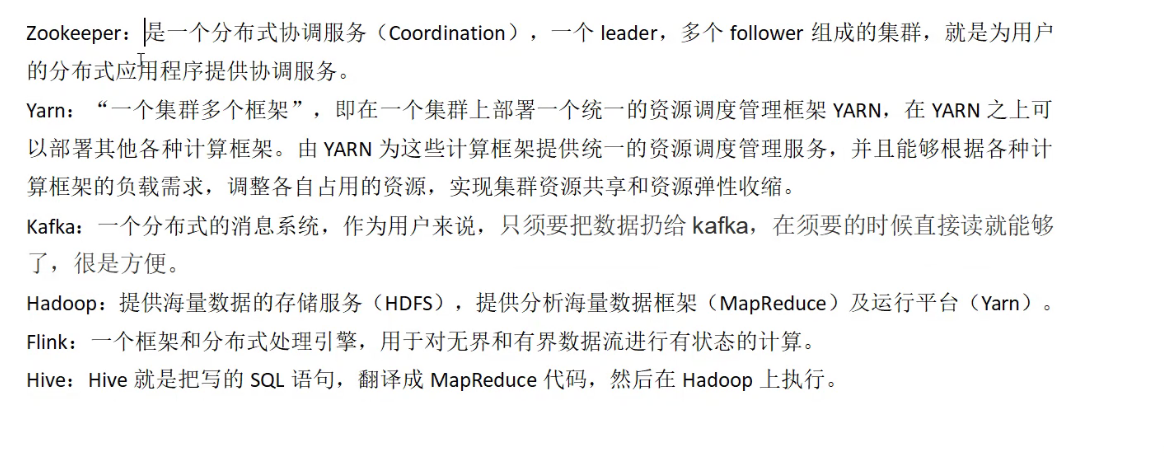 Zookeeper：是一个分布式协调服务（Coordination），一个 leader，多个 follower 组成的集群，就是为用户
的分布式应用程序提供协调服务。
Yarn：“一个集群多个框架”，即在一个集群上部署一个统一的资源调度管理框架 YARN，在 YARN 之上可
以部署其他各种计算框架。由 YARN 为这些计算框架提供统一的资源调度管理服务，并且能够根据各种计
算框架的负载需求，调整各自占用的资源，实现集群资源共享和资源弹性收缩。
Kafka：一个分布式的消息系统，作为用户来说，只须要把数据扔给 kafka，在须要的时候直接读就能够
了，很是方便。
Hadoop：提供海量数据的存储服务（HDFS），提供分析海量数据框架（MapReduce）及运行平台（Yarn）。
Flink：一个框架和分布式处理引擎，用于对无界和有界数据流进行有状态的计算。
Hive：Hive 就是把写的 SQL 语句，翻译成 MapReduce 代码，然后在 Hadoop 上执行。